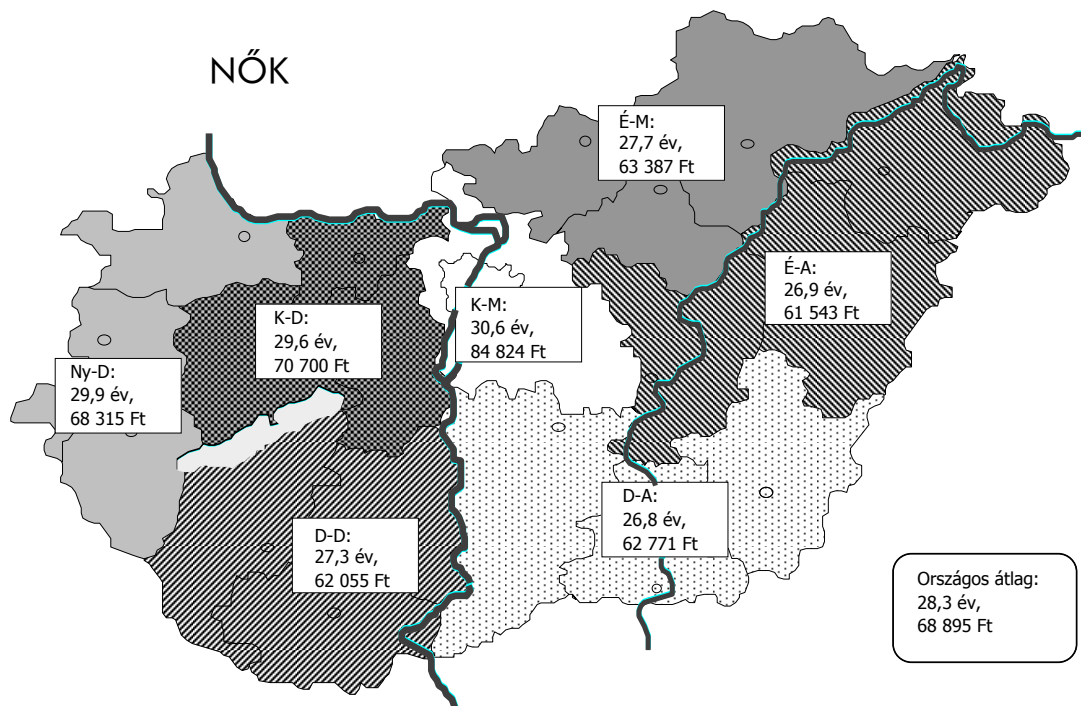 NŐK
É-M:
27,7 év,
63 387 Ft
É-A:
26,9 év,
61 543 Ft
K-D:
29,6 év,
70 700 Ft
K-M:
30,6 év,
84 824 Ft
Ny-D:
29,9 év,
68 315 Ft
D-A:
26,8 év,
62 771 Ft
D-D:
27,3 év,
62 055 Ft
Országos átlag:
28,3 év,
68 895 Ft